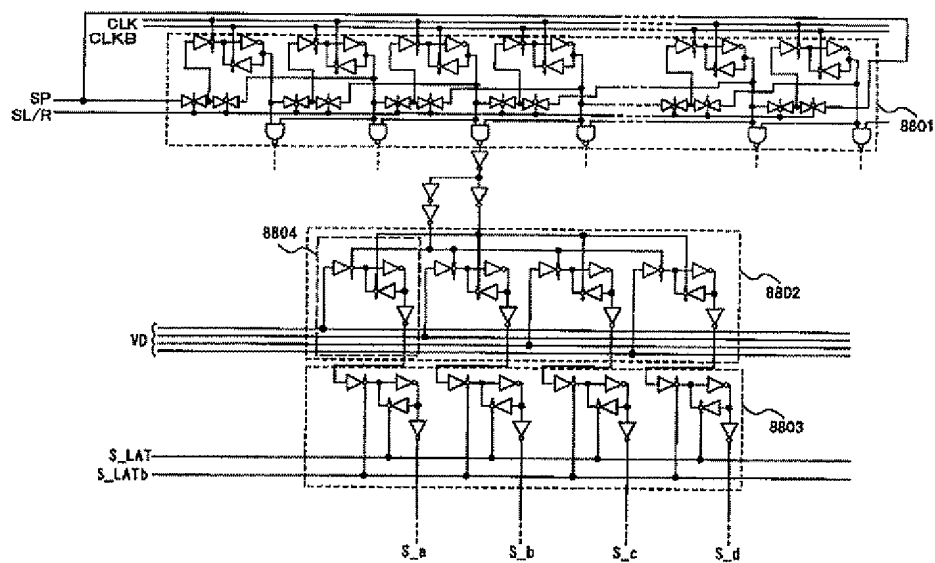 CLK
CLKB
SP
SL/R
8801
8804
8802
VD
8803
S_LAT
S_LATb
S_a
S_b
S_c
S_d